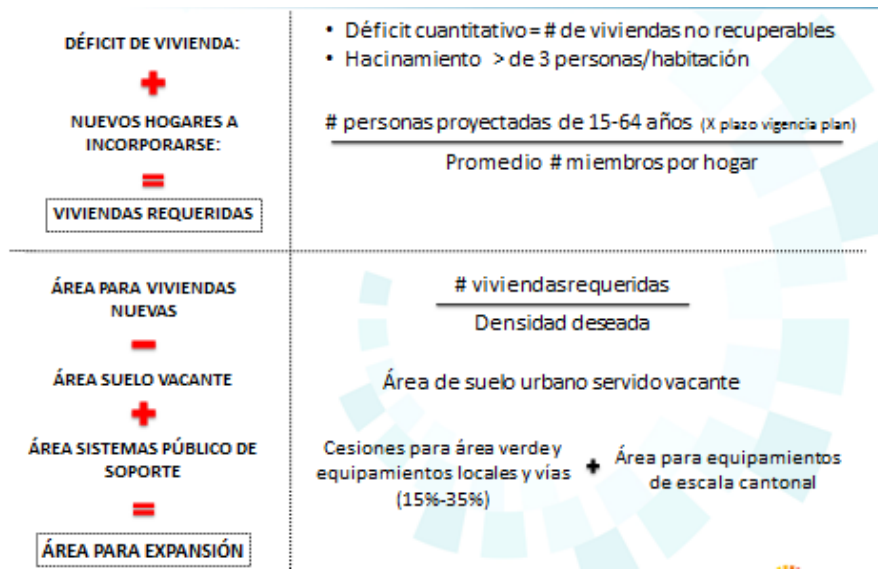 DÉFICIT DE VIVIENDA:
• Déficit cuantitativo = # de viviendas no recuperables
• Hacinamiento > de 3 personas/habitación
+
NUEVOS HOGARES A
INCORPORARSE:
# personas proyectadas de 15-64 años (X plazo vigencia plan)
Promedio # miembros por hogar
=
VIVIENDAS REQUERIDAS
ÁREA PARA VIVIENDAS
NUEVAS
# viviendas requeridas
Densidad deseada
-
ÁREA SUELO VACANTE
Área de suelo urbano servido vacante
+
ÁREA SISTEMAS PÚBLICO DE
SOPORTE
Cesiones para área verde y
equipamientos locales y vías
(15%-35%)
+
Área para equipamientos
de escala cantonal
=
ÁREA PARA EXPANSIÓN